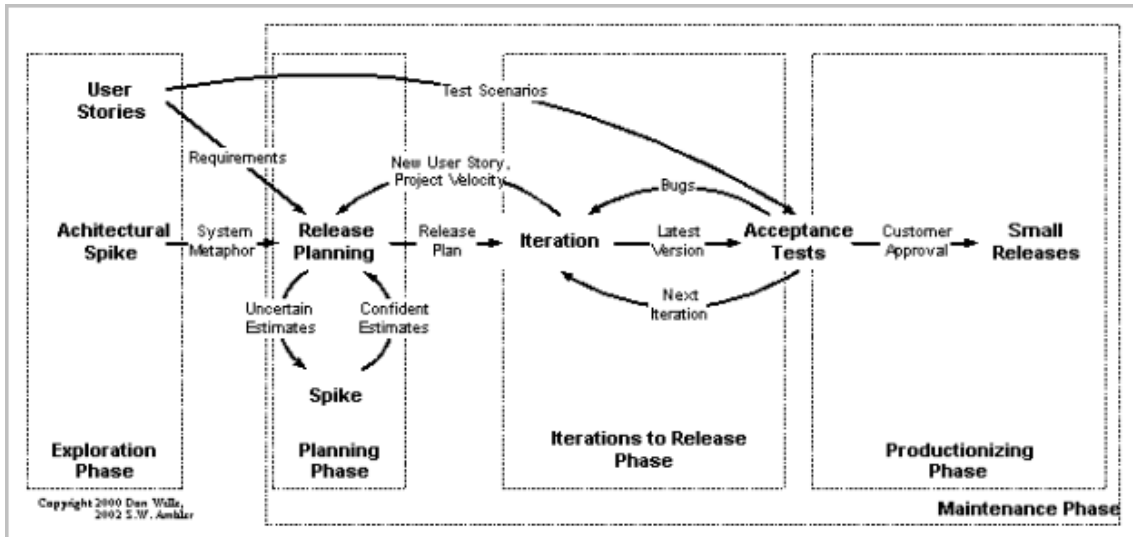 User
Stories
Test Scenarios
Requirements
New User Story,
Project Velocity
Bugs
Achitectural
Spike
System
Metaphor
Release
Planning
Release
Plan
Iteration
Latest
Version
Acceptance
Tests
Customer
Approval
Small
Releases
Next
Iteration
Uncertain
Estimates
Confident
Estimates
Spike
Exploration
Phase
Planning
Phase
Iterations to Release
Phase
Productionizing
Phase
Maintenance Phase
Copyright 2000 Don Wells,
2002 S.W. Ambler